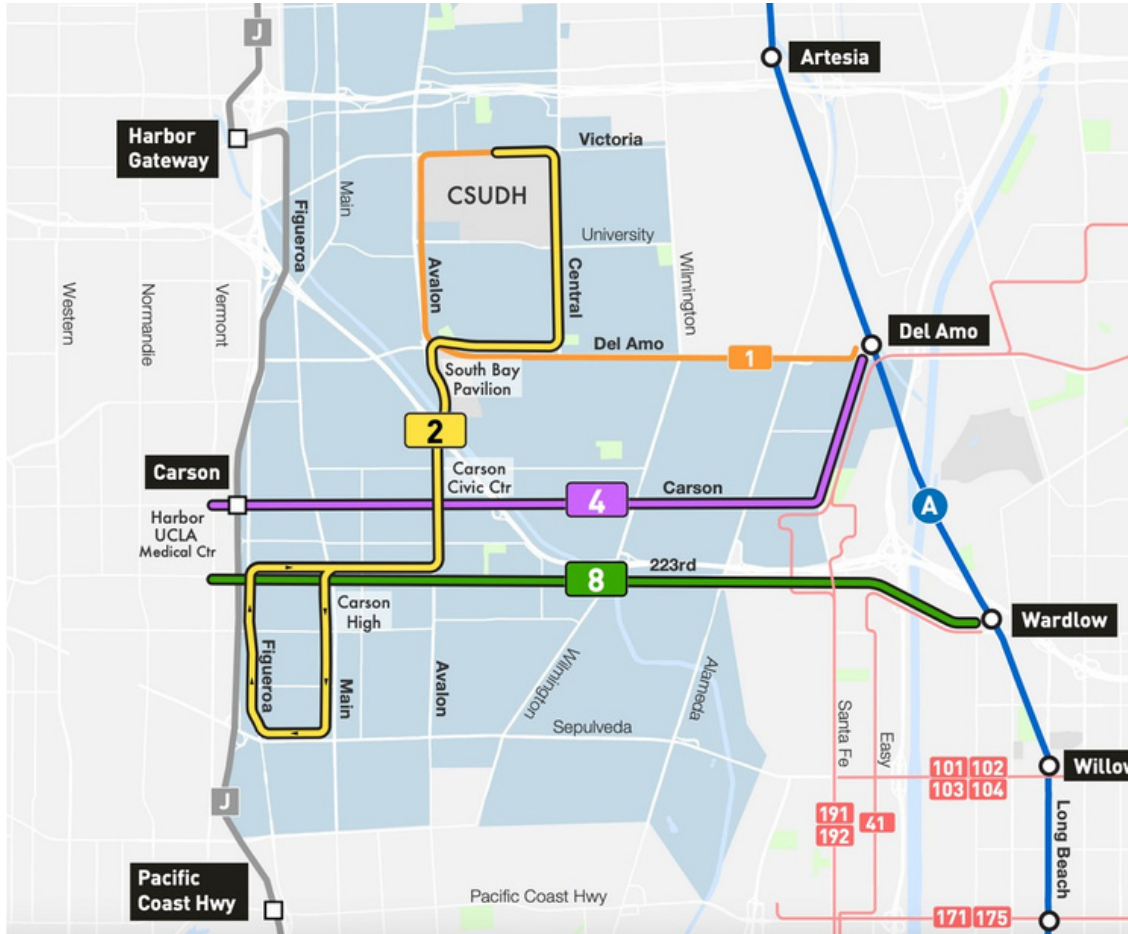 J
Artesia
Harbor
Gateway
Victoria
CSUDH
Main
Figueroa
University
Avalon
Central
Wilmington
Western
Normandie
Vermont
Del Amo
Del Amo
1
South Bay
Pavilion
2
Carson
Carson
Civic Ctr
4
Carson
A
Harbor
UCLA
Medical Ctr
223rd
8
Carson
High
Wardlow
Figueroa
Main
Avalon
Wilmington
Alameda
Sepulveda
Santa Fe
Easy
Willow
101 102
103 104
J
191
192
41
Long Beach
Pacific
Coast Hwy
Pacific Coast Hwy
171 175